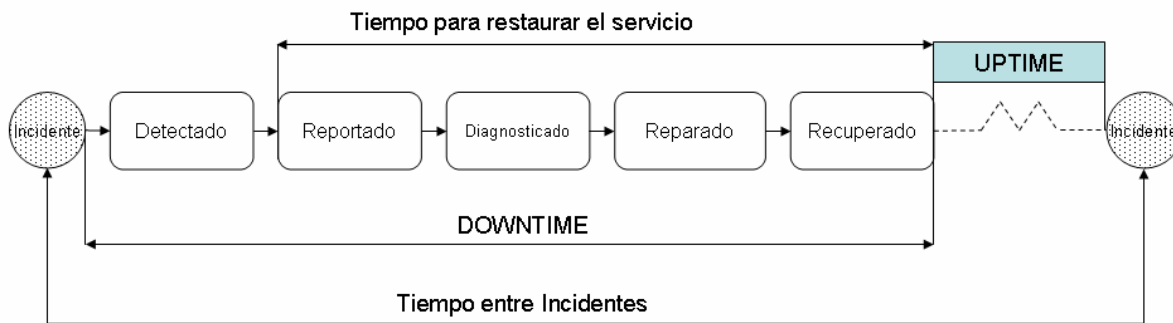 Tiempo para restaurar el servicio
UPTIME
Incidente
Detectado
Reportado
Diagnosticado
Reparado
Recuperado
Incidente
DOWNTIME
Tiempo entre Incidentes